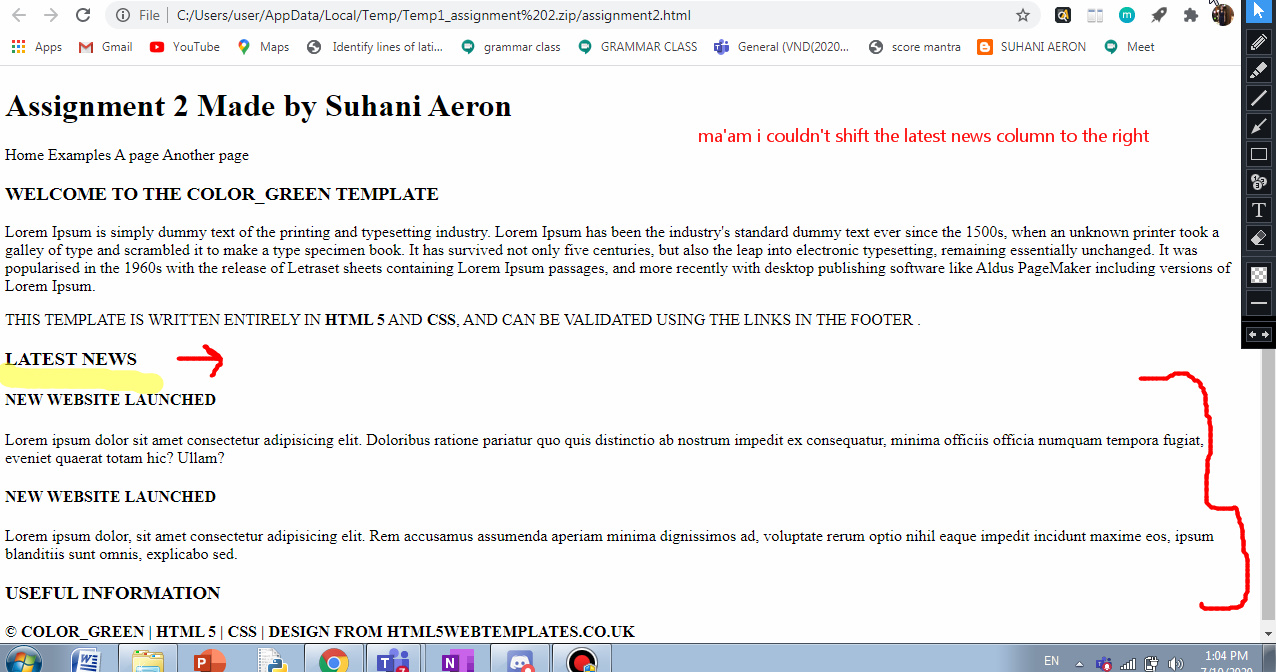 File C:/Users/user/AppData/Local/Temp/Temp1_assignment%202.zip/assignment2.html
Apps Gmail YouTube Maps Identify lines of lati... grammar class GRAMMAR CLASS General (VND(2020... score mantra SUHANI AERON Meet
Assignment 2 Made by Suhani Aeron
ma'am i couldn't shift the latest news column to the right
Home Examples A page Another page
WELCOME TO THE COLOR_GREEN TEMPLATE
Lorem Ipsum is simply dummy text of the printing and typesetting industry. Lorem Ipsum has been the industry's standard dummy text ever since the 1500s, when an unknown printer took a
galley of type and scrambled it to make a type specimen book. It has survived not only five centuries, but also the leap into electronic typesetting, remaining essentially unchanged. It was
popularised in the 1960s with the release of Letraset sheets containing Lorem Ipsum passages, and more recently with desktop publishing software like Aldus PageMaker including versions of
Lorem Ipsum.
THIS TEMPLATE IS WRITTEN ENTIRELY IN HTML 5 AND CSS, AND CAN BE VALIDATED USING THE LINKS IN THE FOOTER .
LATEST NEWS
NEW WEBSITE LAUNCHED
Lorem ipsum dolor sit amet consectetur adipisicing elit. Doloribus ratione pariatur quo quis distinctio ab nostrum impedit ex consequatur, minima officiis officia numquam tempora fugiat,
eveniet quaerat totam hic? Ullam?
NEW WEBSITE LAUNCHED
Lorem ipsum dolor, sit amet consectetur adipisicing elit. Rem accusamus assumenda aperiam minima dignissimos ad, voluptate rerum optio nihil eaque impedit incidunt maxime eos, ipsum
blanditiis sunt omnis, explicabo sed.
USEFUL INFORMATION
© COLOR_GREEN | HTML 5 | CSS | DESIGN FROM HTML5WEBTEMPLATES.CO.UK
EN 1:04 PM